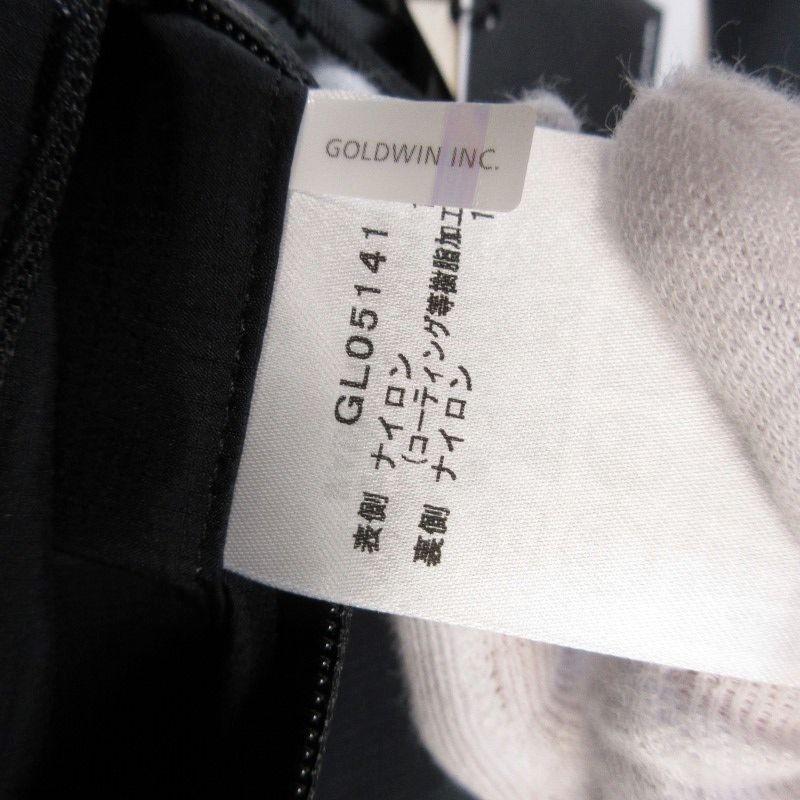 GOLDWIN INC.
GL05141
表側 ナイロン
(コーティング等樹脂加工
裏側 ナイロン